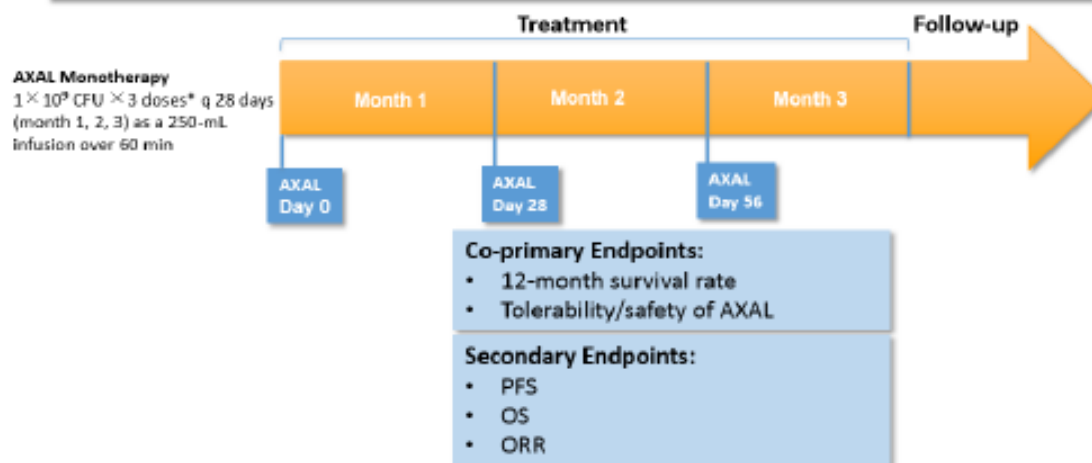 Treatment
Follow-up
AXAL Monotherapy
1 × 10⁹ CFU × 3 doses* q 28 days
(month 1, 2, 3) as a 250-mL
infusion over 60 min
Month 1
Month 2
Month 3
AXAL
Day 0
AXAL
Day 28
AXAL
Day 56
Co-primary Endpoints:
• 12-month survival rate
• Tolerability/safety of AXAL
Secondary Endpoints:
• PFS
• OS
• ORR